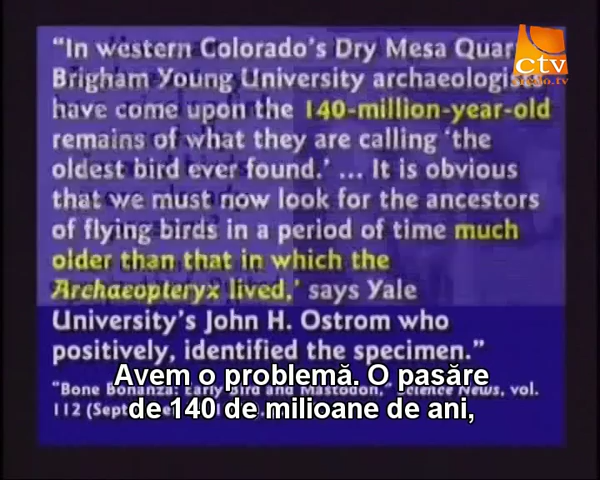 "In western Colorado's Dry Mesa
Brigham Young University
have come upon the 140-million-year-old
remains of what they are calling 'the
oldest bird ever found.' ... It is obvious
that we must now look for the ancestors
of flying birds in a period of time much
older than that in which the
Archaeopteryx lived,' says Yale
University's John H. Ostrom who
positively, identified the specimen."
"Bone Bonanza: Early Bird and Mastodon," Science News, vol.
112
Avem o problemă. O pasăre
de 140 de milioane de ani,
ctv